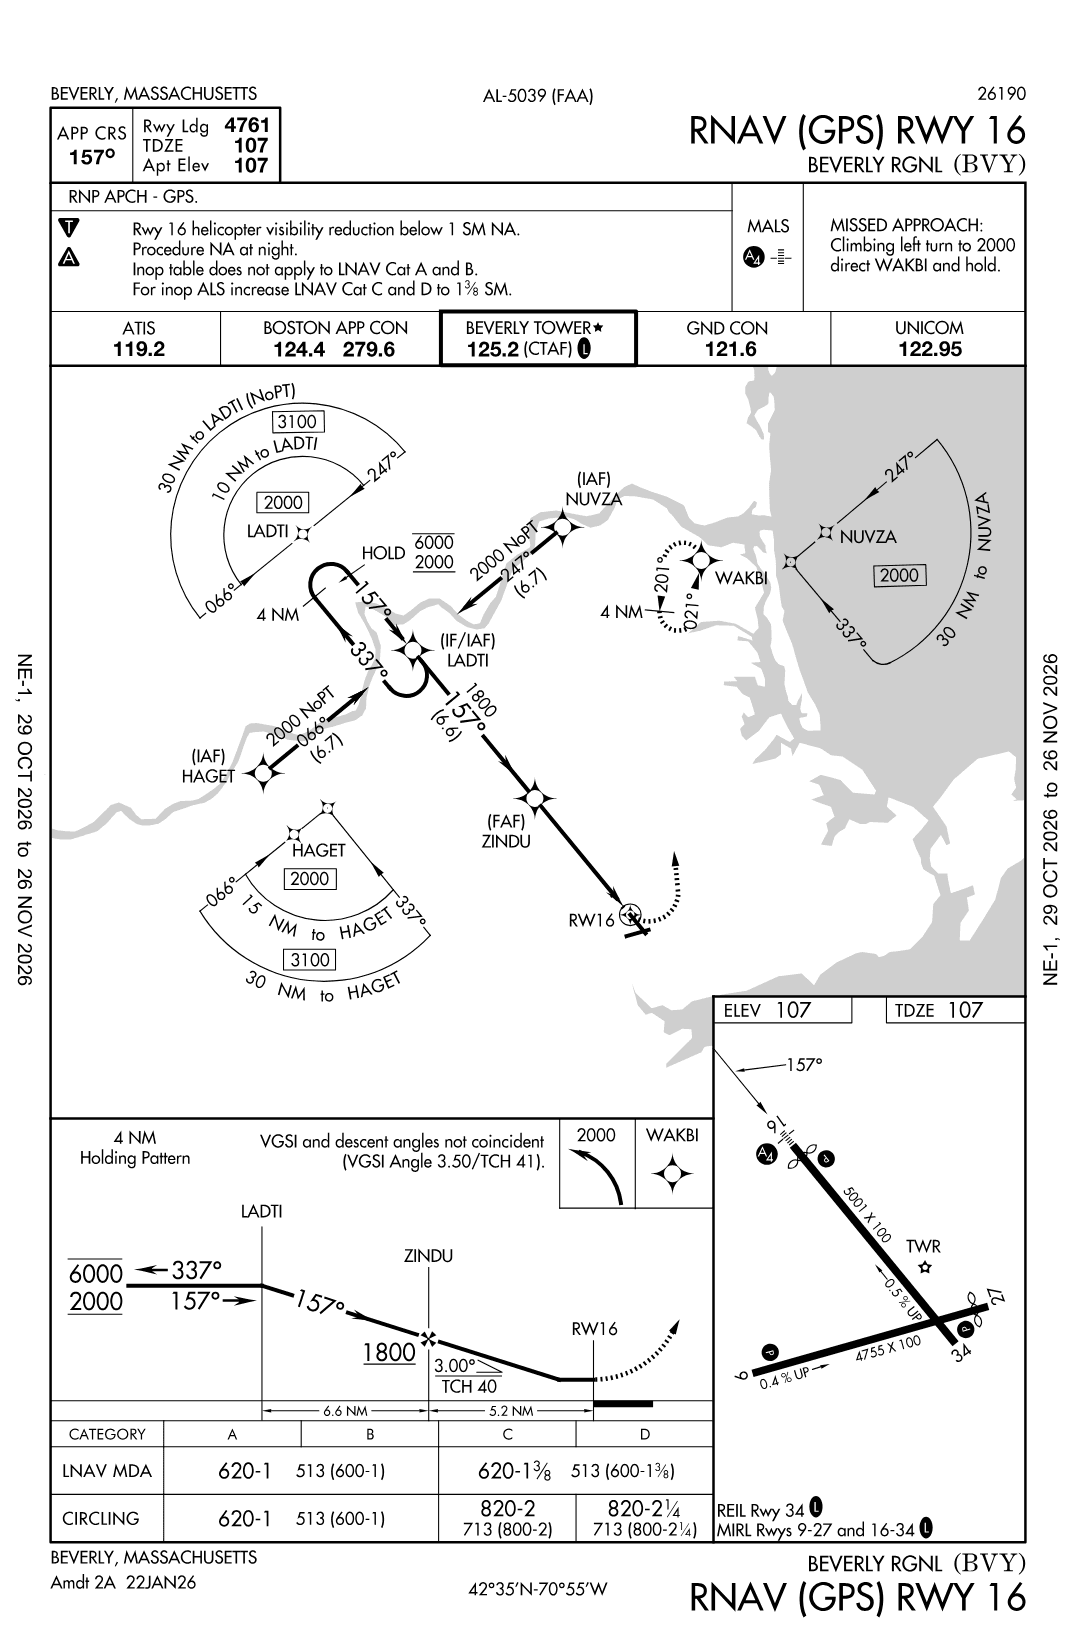 BEVERLY, MASSACHUSETTS
AL-5039 (FAA)
26190
APP CRS
157°
Rwy Ldg 4761
TDZE 107
Apt Elev 107
RNAV (GPS) RWY 16
BEVERLY RGNL (BVY)
RNP APCH - GPS.
T
A
Rwy 16 helicopter visibility reduction below 1 SM NA.
Procedure NA at night.
Inop table does not apply to LNAV Cat A and B.
For inop ALS increase LNAV Cat C and D to 1⅜ SM.
MALS
A4
MISSED APPROACH:
Climbing left turn to 2000
direct WAKBI and hold.
ATIS
119.2
BOSTON APP CON
124.4 279.6
BEVERLY TOWER★
125.2 (CTAF) L
GND CON
121.6
UNICOM
122.95
30 NM to LADTI (NoPT)
3100
10 NM to LADTI
2000
LADTI
247°
066°
HOLD 6000
2000
4 NM
157°
337°
(IF/IAF)
LADTI
(IAF)
NUVZA
2000 NoPT
247°
(6.7)
WAKBI
201°
021°
4 NM
247°
NUVZA
2000
337°
30 NM to NUVZA
2000 NoPT
066°
(6.7)
(IAF)
HAGET
1800
157°
(6.6)
(FAF)
ZINDU
RW16
HAGET
2000
066°
337°
15 NM to HAGET
3100
30 NM to HAGET
NE-1, 29 OCT 2026 to 26 NOV 2026
NE-1, 29 OCT 2026 to 26 NOV 2026
ELEV 107
TDZE 107
157°
16
A4
P
5001 X 100
TWR
0.5 % UP
27
P
34
4755 X 100
P
9
0.4 % UP
REIL Rwy 34 L
MIRL Rwys 9-27 and 16-34 L
4 NM
Holding Pattern
VGSI and descent angles not coincident
(VGSI Angle 3.50/TCH 41).
2000
WAKBI
LADTI
ZINDU
RW16
6000
2000
337°
157°
157°
1800
3.00°
TCH 40
6.6 NM
5.2 NM
CATEGORY A B C D
LNAV MDA 620-1 513 (600-1) 620-1⅜ 513 (600-1⅜)
CIRCLING 620-1 513 (600-1) 820-2 820-2¼
713 (800-2) 713 (800-2¼)
BEVERLY, MASSACHUSETTS
Amdt 2A 22JAN26
42°35'N-70°55'W
BEVERLY RGNL (BVY)
RNAV (GPS) RWY 16